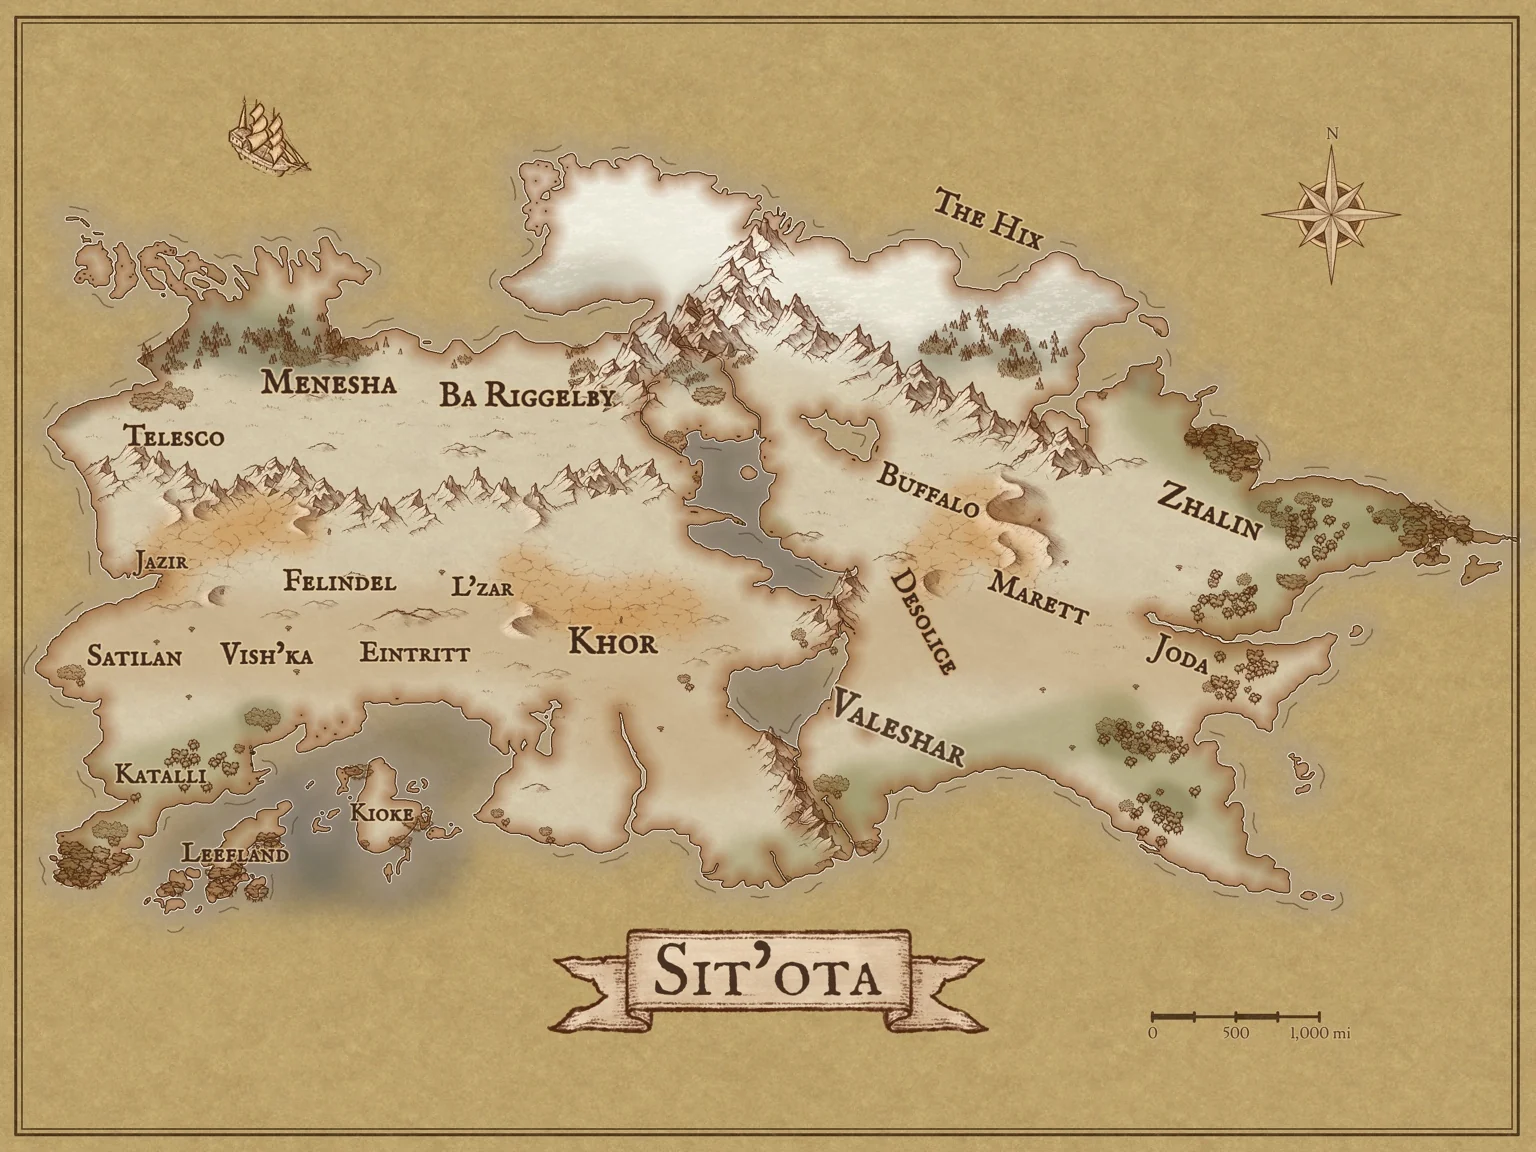 N
The Hix
Menesha
Ba Riggelby
Telesco
Buffalo
Zhalin
Jazir
Felindel
L'zar
Desolice
Marett
Satilan
Vish'ka
Eintritt
Khor
Joda
Valeshar
Katalli
Kioke
Leefland
Sit'ota
0 500 1,000 mi